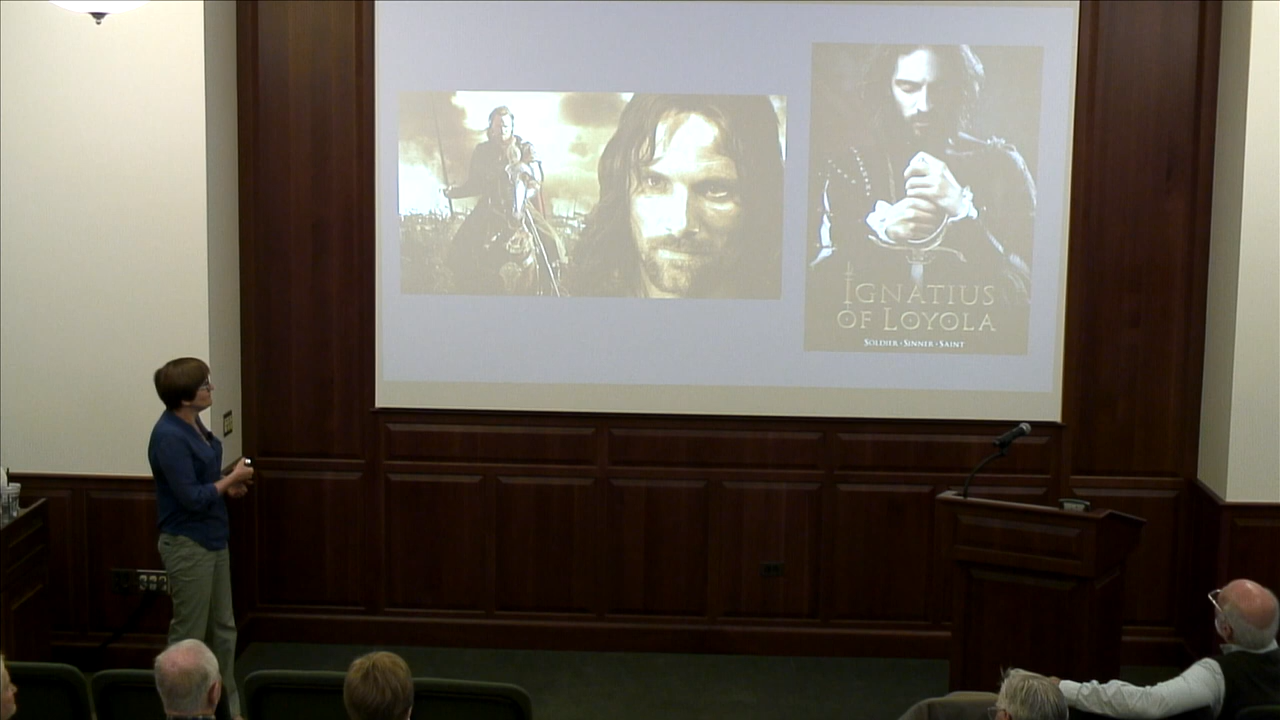 IGNATIUS
OF LOYOLA
SOLDIER · SINNER · SAINT